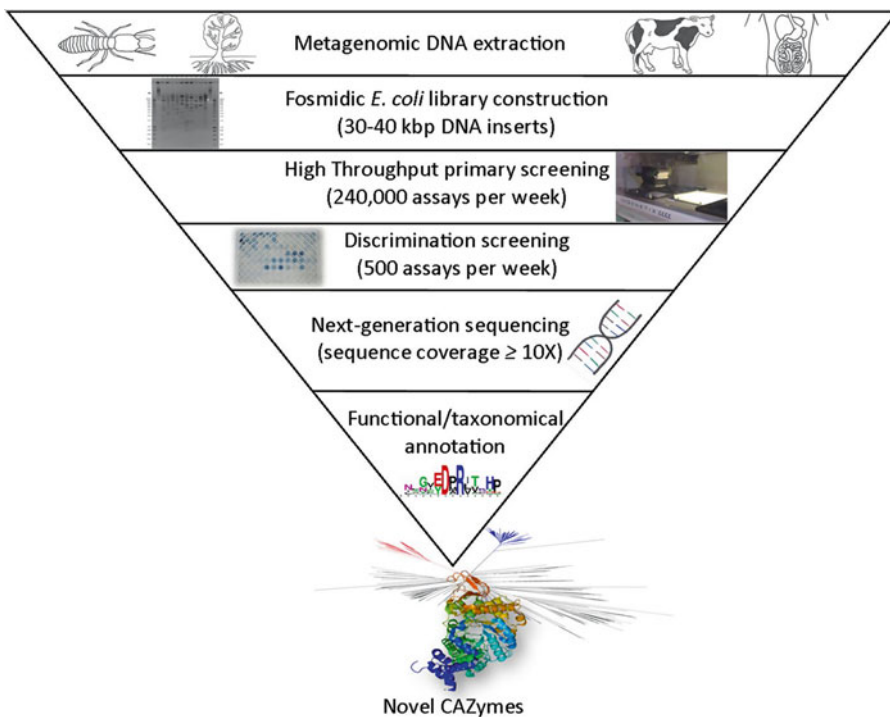 Metagenomic DNA extraction
Fosmidic E. coli library construction
(30-40 kbp DNA inserts)
High Throughput primary screening
(240,000 assays per week)
Discrimination screening
(500 assays per week)
Next-generation sequencing
(sequence coverage ≥ 10X)
Functional/taxonomical
annotation
Novel CAZymes